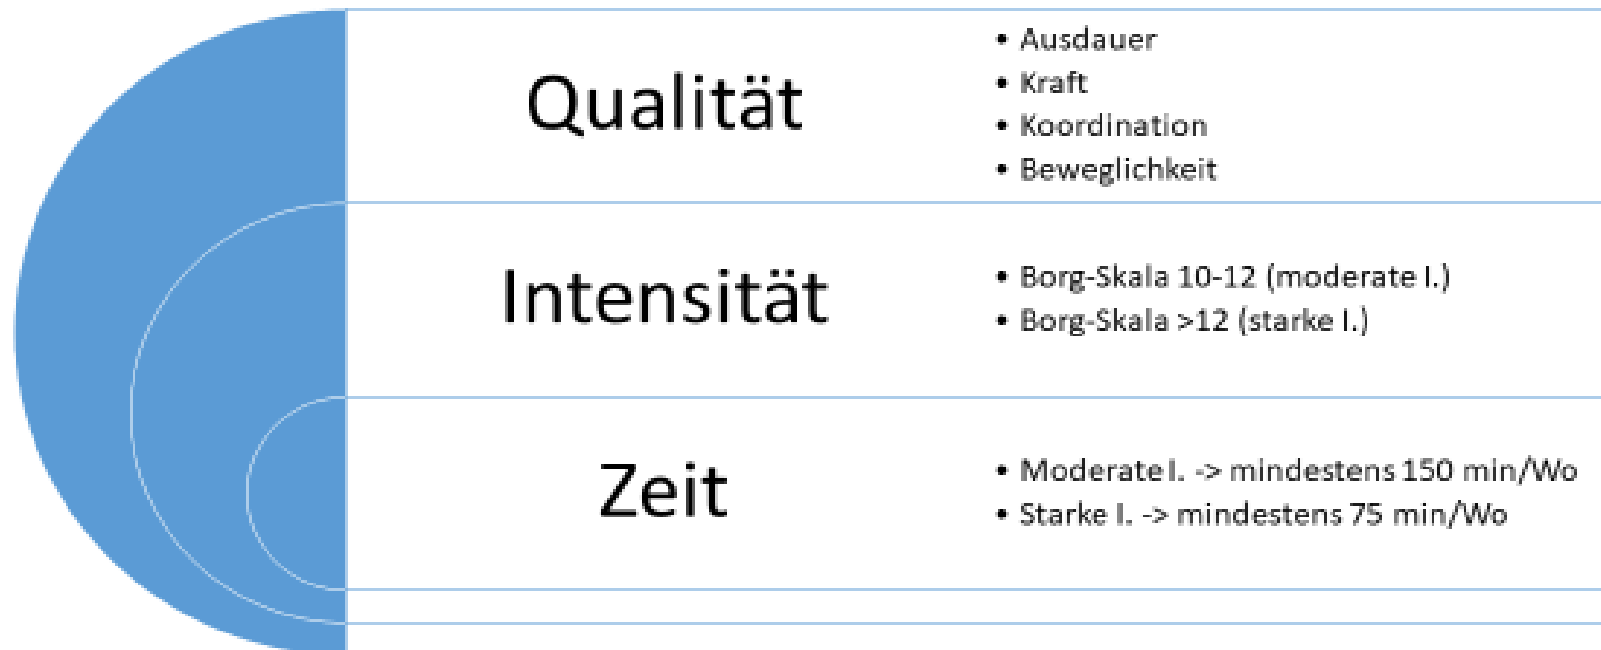 Qualität
• Ausdauer
• Kraft
• Koordination
• Beweglichkeit
Intensität
• Borg-Skala 10-12 (moderate I.)
• Borg-Skala >12 (starke I.)
Zeit
• Moderate I. -> mindestens 150 min/Wo
• Starke I. -> mindestens 75 min/Wo